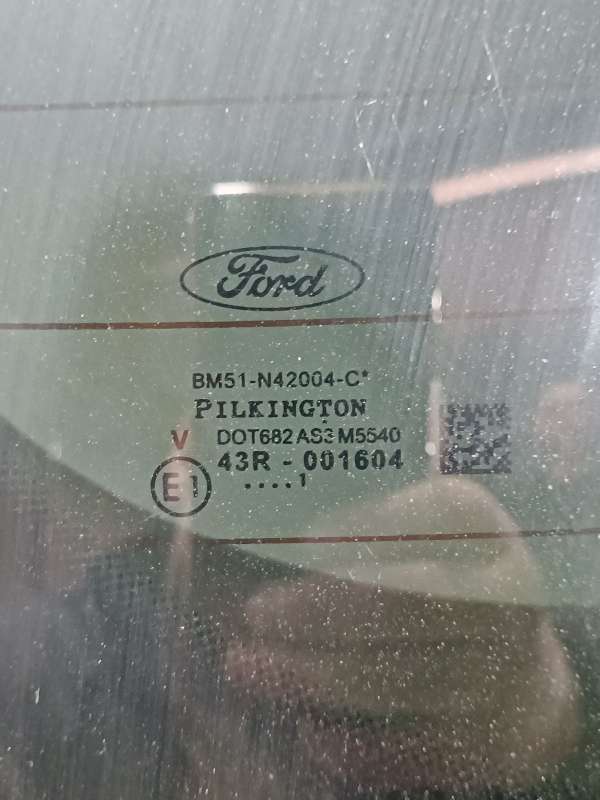 Ford
BM51-N42004-C*
PILKINGTON
V DOT682 AS3 M5540
E1 43R - 001604
....1